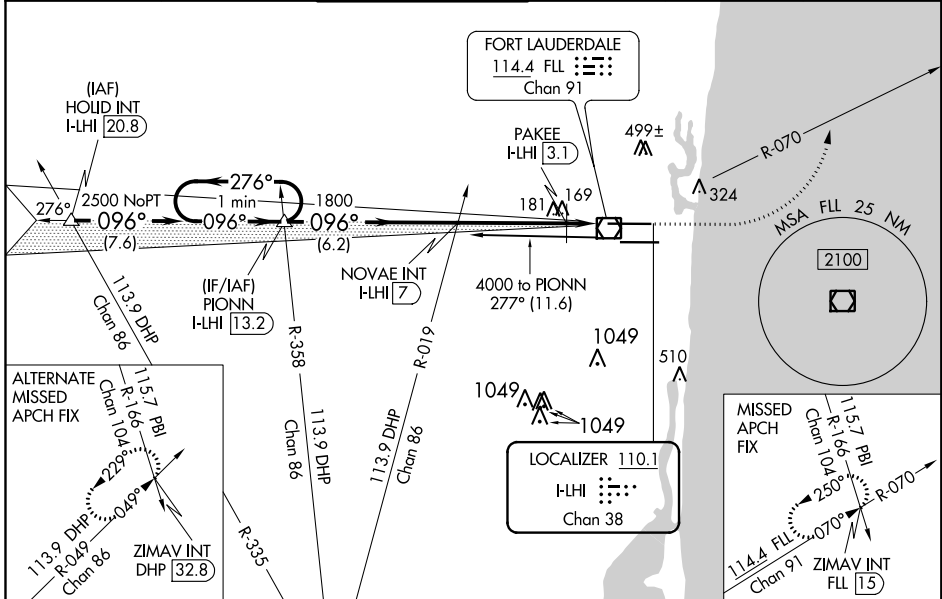 FORT LAUDERDALE
114.4 FLL
Chan 91
(IAF)
HOLID INT
I-LHI 20.8
PAKEE
I-LHI 3.1
499±
R-070
324
276°
2500 NoPT
096°
(7.6)
276°
1 min
096°
1800
096°
(6.2)
181
169
MSA FLL 25 NM
2100
(IF/IAF)
PIONN
I-LHI 13.2
NOVAE INT
I-LHI 7
4000 to PIONN
277° (11.6)
113.9 DHP
Chan 86
R-358
113.9 DHP
Chan 86
R-019
113.9 DHP
Chan 86
1049
510
1049
1049
LOCALIZER 110.1
I-LHI
Chan 38
ALTERNATE
MISSED
APCH FIX
115.7 PBI
R-166
Chan 104
229°
049°
113.9 DHP
R-049
Chan 86
ZIMAV INT
DHP 32.8
R-335
MISSED
APCH
FIX
115.7 PBI
R-166
Chan 104
250°
070°
R-070
114.4 FLL
Chan 91
ZIMAV INT
FLL 15